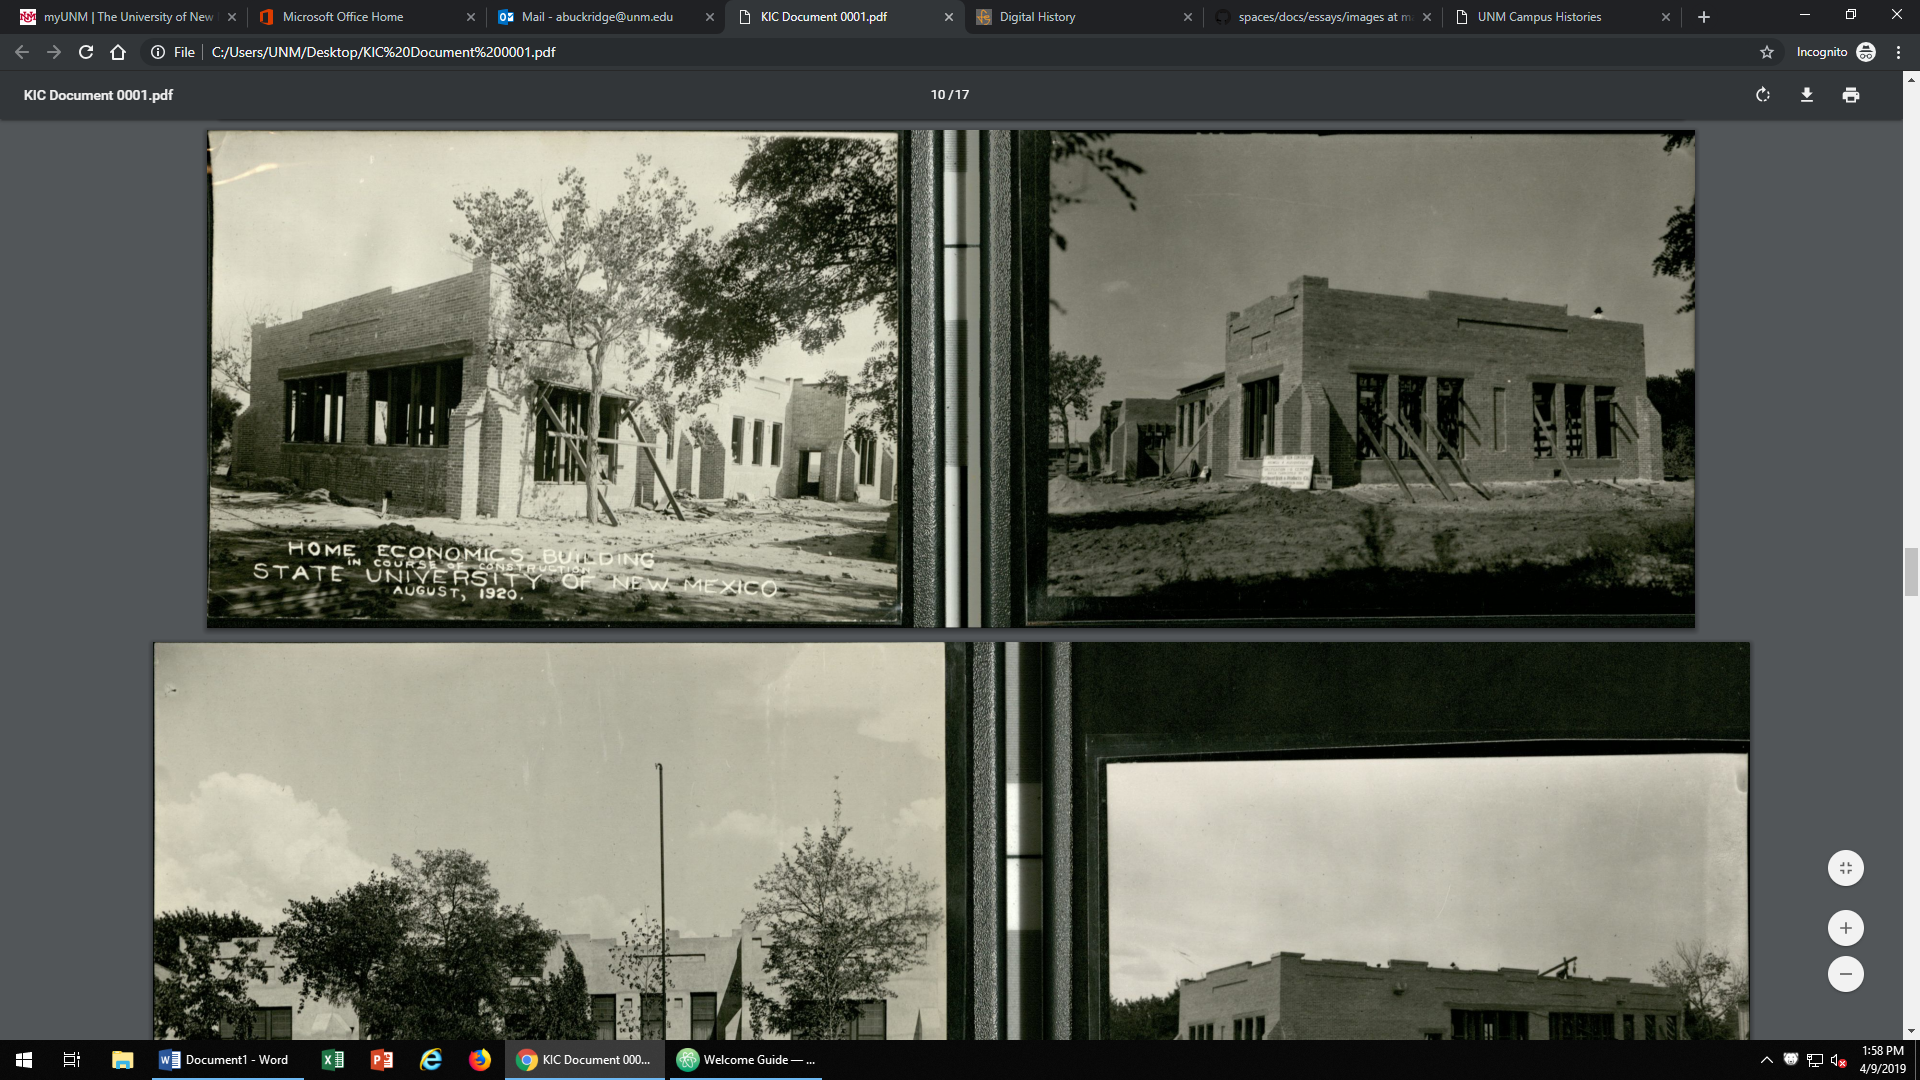 myUNM | The University of New
Microsoft Office Home
Mail - abuckridge@unm.edu
KIC Document 0001.pdf
Digital History
spaces/docs/essays/images at m
UNM Campus Histories
File
C:/Users/UNM/Desktop/KIC%20Document%200001.pdf
Incognito
KIC Document 0001.pdf
10 / 17
HOME ECONOMICS BUILDING
IN COURSE OF CONSTRUCTION
STATE UNIVERSITY OF NEW MEXICO
AUGUST, 1920.
Document1 - Word
KIC Document 000...
Welcome Guide — ...
1:58 PM
4/9/2019